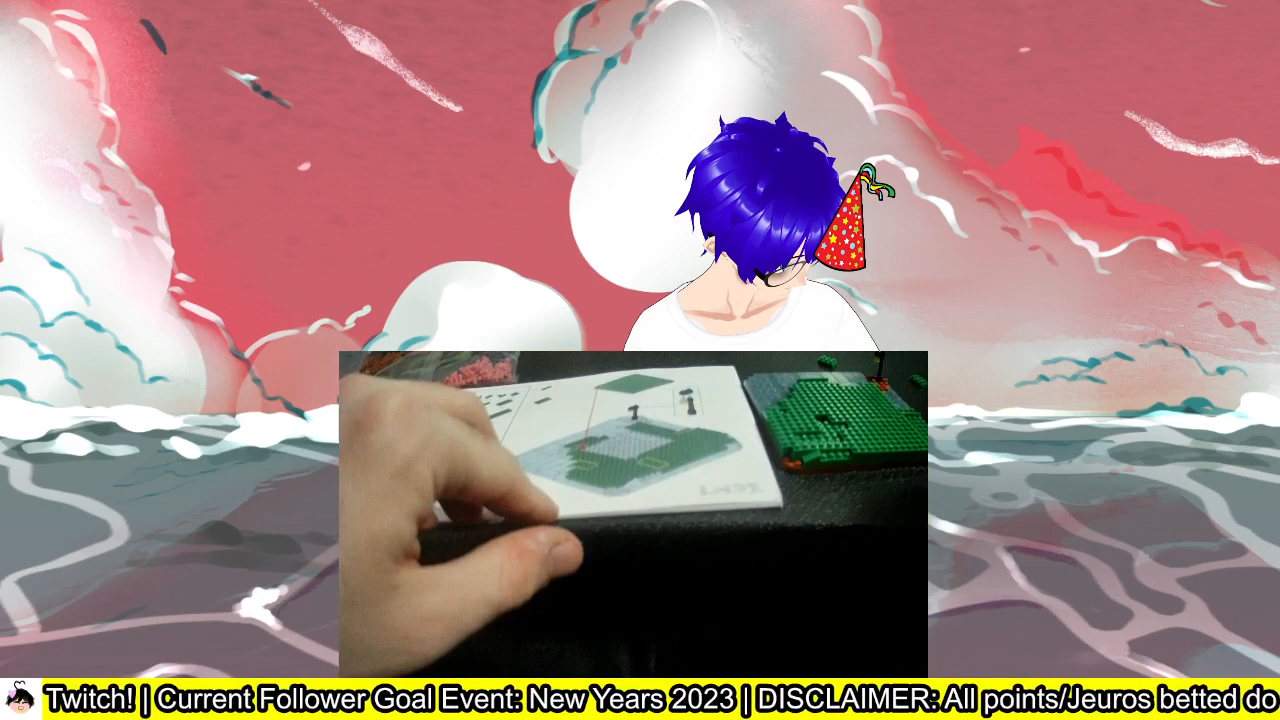 Twitch! | Current Follower Goal Event: New Years 2023 | DISCLAIMER: All points/Jeuros betted do